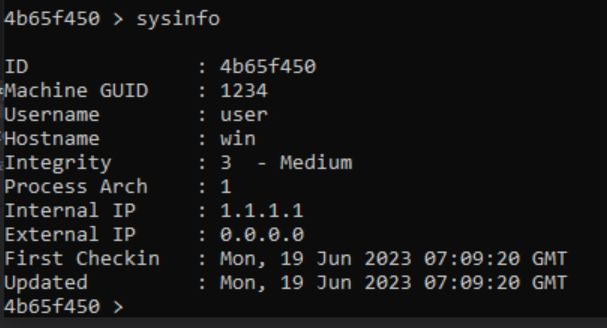 4b65f450 > sysinfo
ID : 4b65f450
Machine GUID : 1234
Username : user
Hostname : win
Integrity : 3 - Medium
Process Arch : 1
Internal IP : 1.1.1.1
External IP : 0.0.0.0
First Checkin : Mon, 19 Jun 2023 07:09:20 GMT
Updated : Mon, 19 Jun 2023 07:09:20 GMT
4b65f450 >